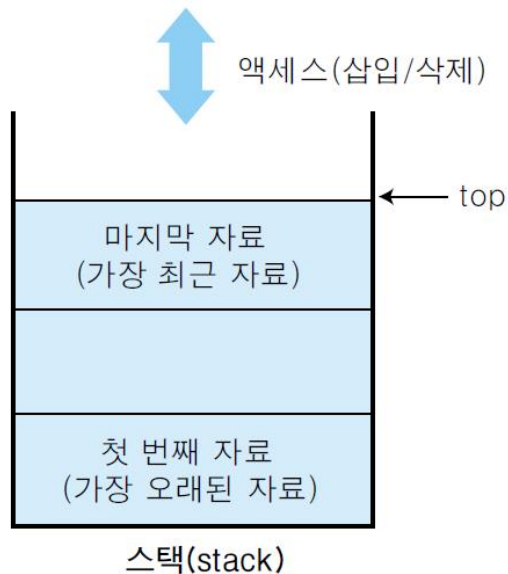 액세스(삽입/삭제)
top
마지막 자료
(가장 최근 자료)
첫 번째 자료
(가장 오래된 자료)
스택(stack)